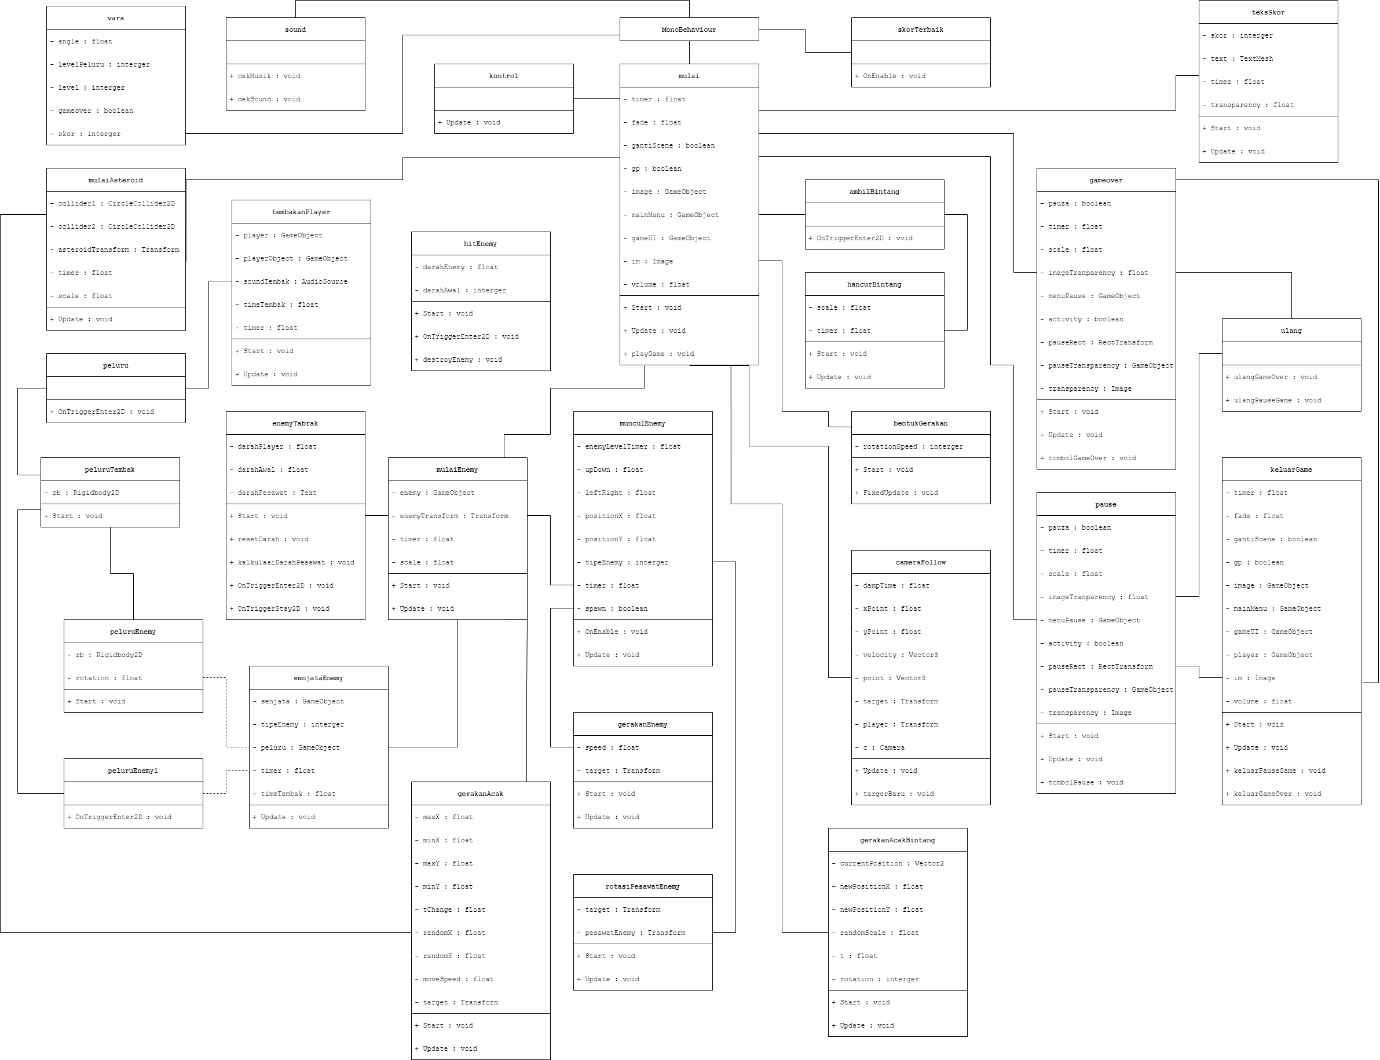 vars
- angle : float
- levelPeluru : interger
- level : interger
- gameover : boolean
- skor : interger
sound
+ cekMusik : void
+ cekSound : void
MonoBehaviour
skorTerbaik
+ OnEnable : void
teksSkor
- skor : interger
- text : TextMesh
- timer : float
- transparency : float
+ Start : void
+ Update : void
kontrol
+ Update : void
mulai
- timer : float
- fade : float
- gantiScene : boolean
- gp : boolean
- image : GameObject
- mainMenu : GameObject
- gameUI : GameObject
- im : Image
- volume : float
+ Start : void
+ Update : void
+ playGame : void
mulaiAsteroid
- collider1 : CircleCollider2D
- collider2 : CircleCollider2D
- asteroidTransform : Transform
- timer : float
- scale : float
+ Update : void
tembakanPlayer
- player : GameObject
- playerObject : GameObject
- soundTembak : AudioSource
- timeTembak : float
- timer : float
+ Start : void
+ Update : void
hitEnemy
- darahEnemy : float
- darahAwal : interger
+ Start : void
+ OnTriggerEnter2D : void
+ destroyEnemy : void
ambilBintang
+ OnTriggerEnter2D : void
hancurBintang
- scale : float
- timer : float
+ Start : void
+ Update : void
gameover
- pauza : boolean
- timer : float
- scale : float
- imageTranparency : float
- menuPause : GameObject
- activity : boolean
- pauseRect : RectTransform
- pauseTransparency : GameObject
- transparency : Image
+ Start : void
+ Update : void
+ tombolGameOver : void
ulang
+ ulangGameOver : void
+ ulangPauseGame : void
peluru
+ OnTriggerEnter2D : void
enemyTabrak
- darahPlayer : float
- darahAwal : float
- darahPesawat : Text
+ Start : void
+ resetDarah : void
+ kalkulasiDarahPesawat : void
+ OnTriggerEnter2D : void
+ OnTriggerStay2D : void
mulaiEnemy
- enemy : GameObject
- enemyTransform : Transform
- timer : float
- scale : float
+ Start : void
+ Update : void
munculEnemy
- enemyLevelTimer : float
- upDown : float
- leftRight : float
- positionX : float
- positionY : float
- tipeEnemy : interger
- timer : float
- spawn : boolean
+ OnEnable : void
+ Update : void
bentukGerakan
- rotationSpeed : interger
+ Start : void
+ FixedUpdate : void
peluruTembak
- rb : Rigidbody2D
+ Start : void
keluarGame
- timer : float
- fade : float
- gantiScene : boolean
- gp : boolean
- image : GameObject
- mainMenu : GameObject
- gameUI : GameObject
- player : GameObject
- im : Image
- volume : float
+ Start : void
+ Update : void
+ keluarPauseGame : void
+ keluarGameOver : void
pause
- pauza : boolean
- timer : float
- scale : float
- imageTranparency : float
- menuPause : GameObject
- activity : boolean
- pauseRect : RectTransform
- pauseTransparency : GameObject
- transparency : Image
+ Start : void
+ Update : void
+ tombolPause : void
cameraFollow
- dampTime : float
- xPoint : float
- yPoint : float
- velocity : Vector3
- point : Vector3
- target : Transform
- player : Transform
- c : Camera
+ Update : void
+ targerBaru : void
peluruEnemy
- rb : Rigidbody2D
- rotation : float
+ Start : void
senjataEnemy
- senjata : GameObject
- tipeEnemy : interger
- peluru : GameObject
- timer : float
- timeTembak : float
+ Update : void
peluruEnemy1
+ OnTriggerEnter2D : void
gerakanEnemy
- speed : float
- target : Transform
+ Start : void
+ Update : void
gerakanAcak
- maxX : float
- minX : float
- maxY : float
- minY : float
- tChange : float
- randomX : float
- randomY : float
- moveSpeed : float
- target : Transform
+ Start : void
+ Update : void
rotasiPesawatEnemy
- target : Transform
- pesawatEnemy : Transform
+ Start : void
+ Update : void
gerakanAcakBintang
- currentPosition : Vector2
- newPositionX : float
- newPositionY : float
- randomScale : float
- t : float
- rotation : interger
+ Start : void
+ Update : void